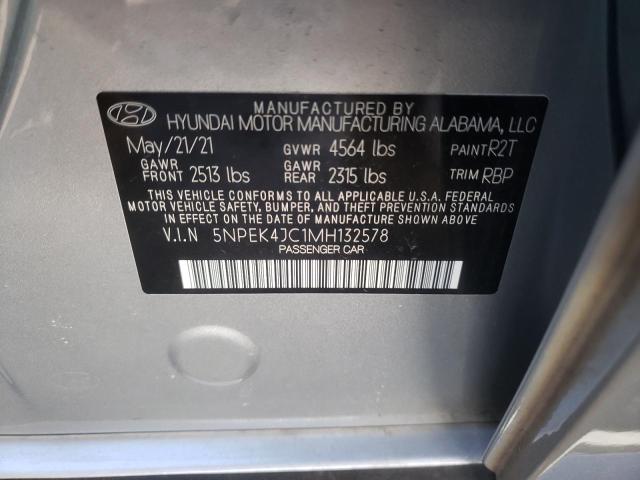 MANUFACTURED BY
HYUNDAI MOTOR MANUFACTURING ALABAMA, LLC
May/21/21 GVWR 4564 lbs PAINT R2T
GAWR FRONT 2513 lbs GAWR REAR 2315 lbs TRIM RBP
THIS VEHICLE CONFORMS TO ALL APPLICABLE U.S.A. FEDERAL
MOTOR VEHICLE SAFETY, BUMPER, AND THEFT PREVENTION STANDARDS
IN EFFECT ON THE DATE OF MANUFACTURE SHOWN ABOVE.
V.I.N 5NPEK4JC1MH132578
PASSENGER CAR